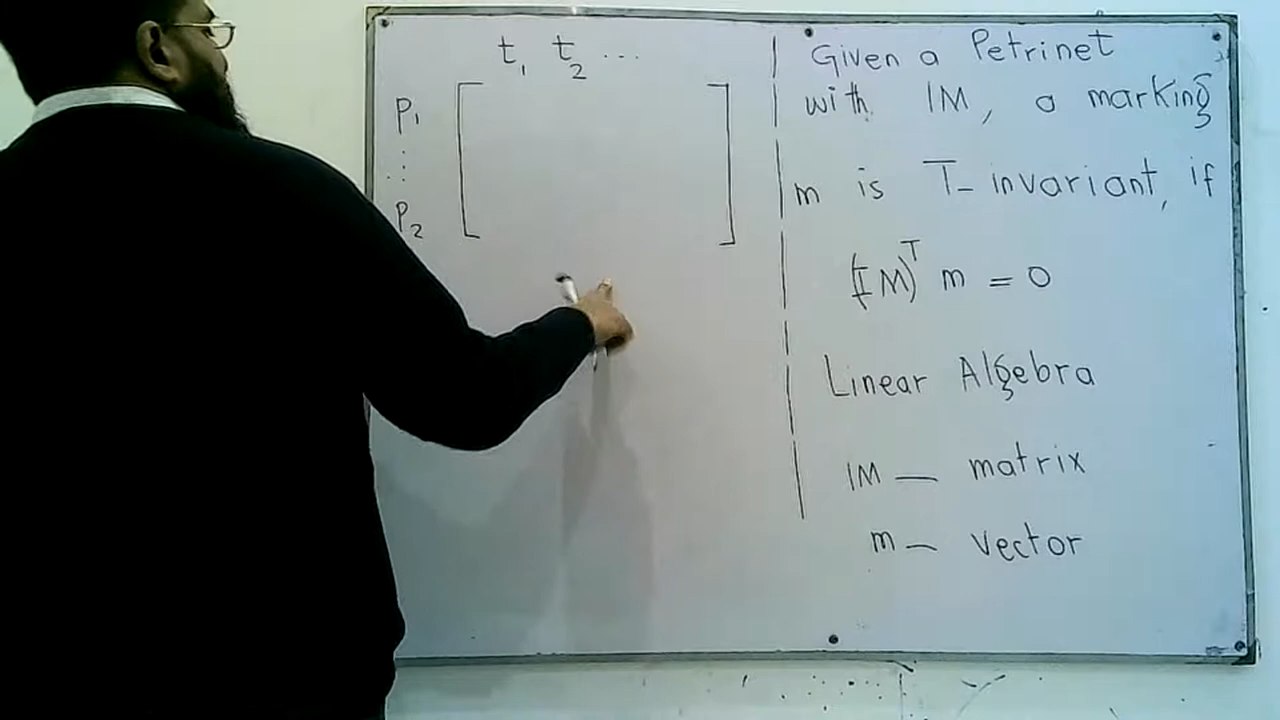 t₁ t₂ ...
P₁
⋮
P₂
Given a Petrinet
with IM, a marking
m is T-invariant, if
(IM)ᵀ m = 0
Linear Algebra
IM — matrix
m — vector